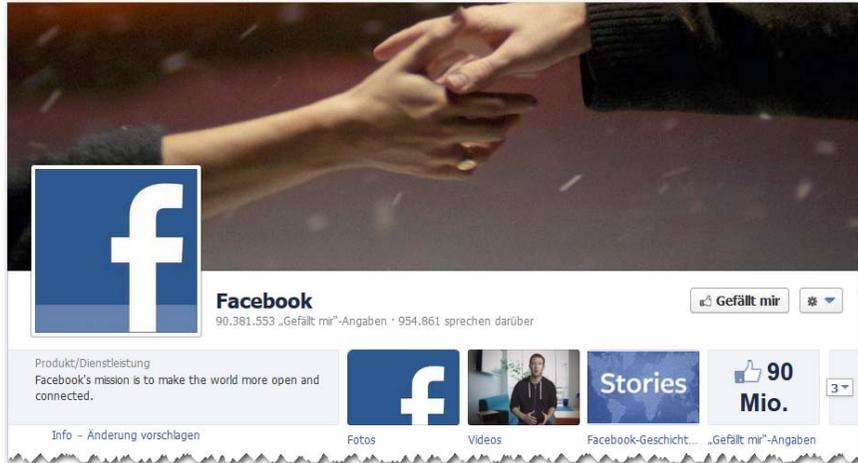 f
Facebook
Gefällt mir
90.381.553 „Gefällt mir“-Angaben · 954.861 sprechen darüber
Produkt/Dienstleistung
Facebook's mission is to make the world more open and
connected.
Info – Änderung vorschlagen
f
Fotos
Videos
Stories
Facebook-Geschicht...
90
Mio.
„Gefällt mir“-Angaben
3